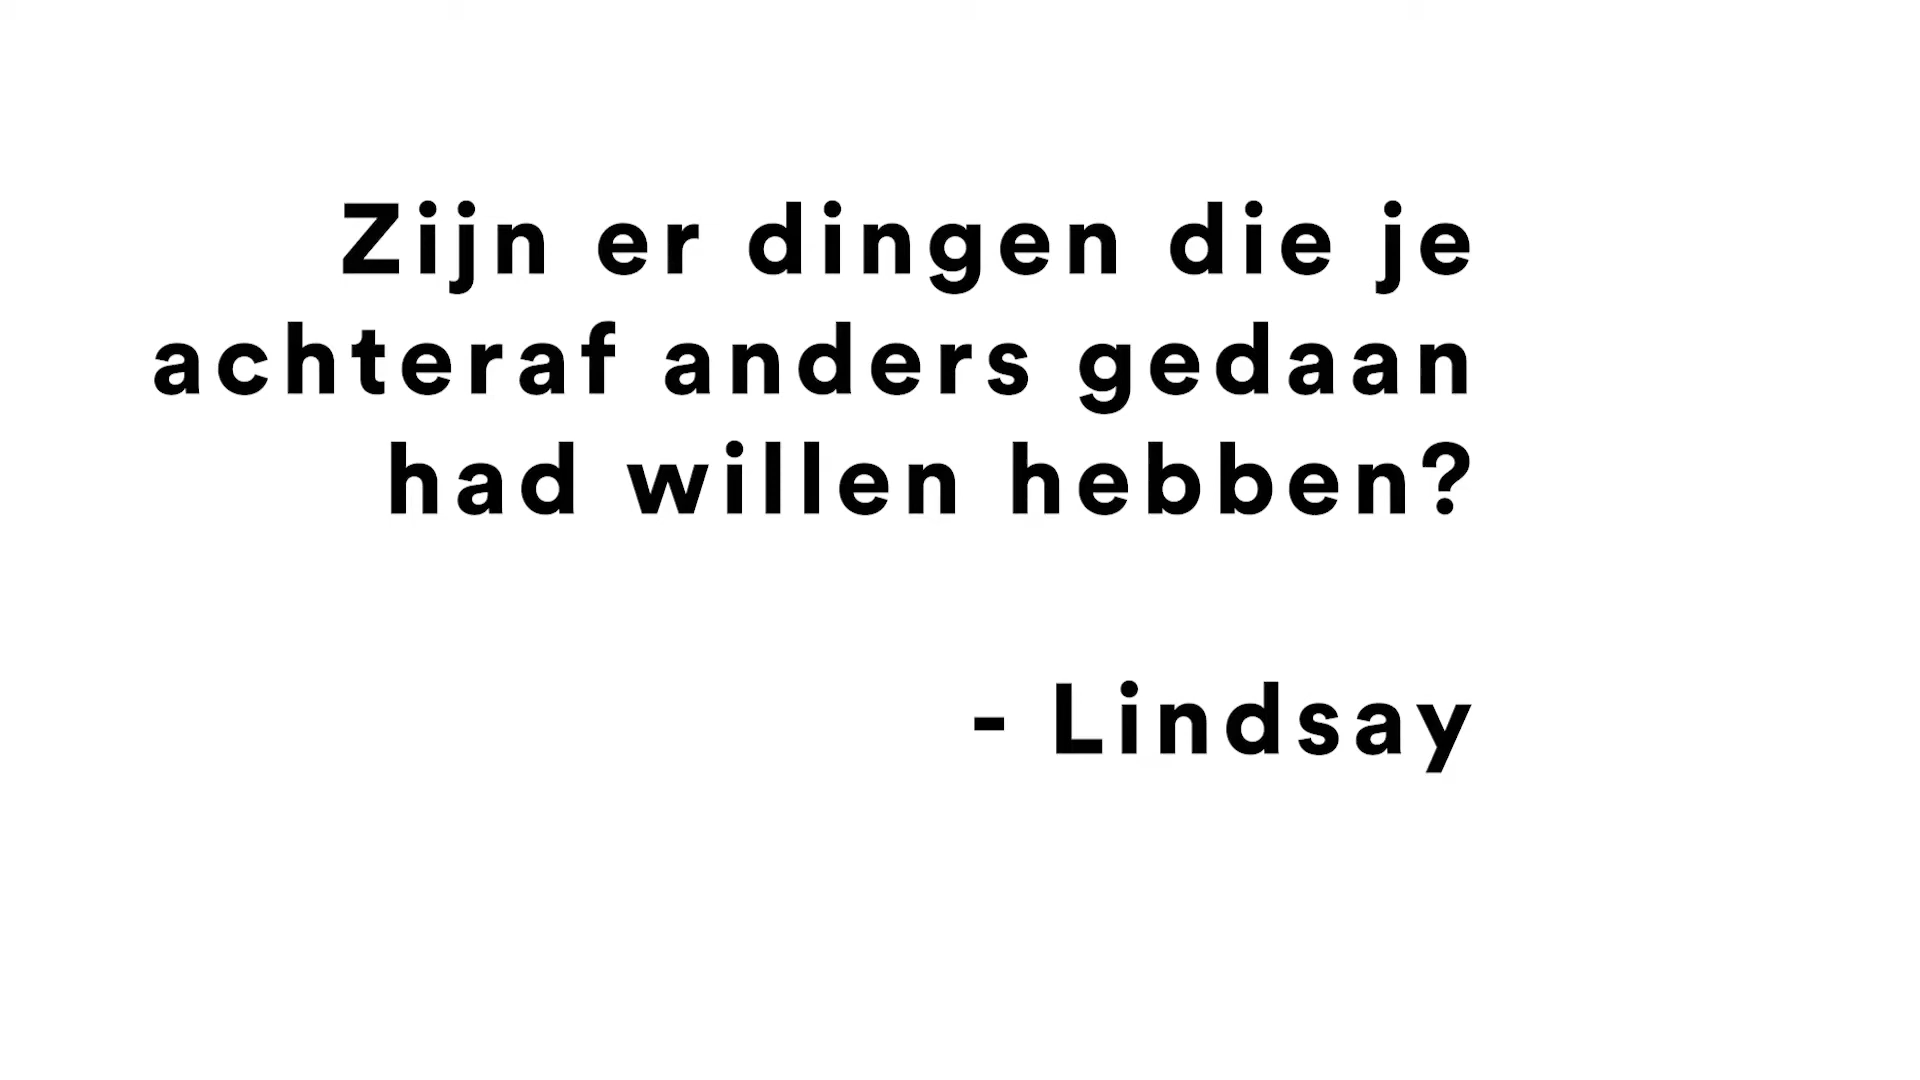 Zijn er dingen die je
achteraf anders gedaan
had willen hebben?
- Lindsay